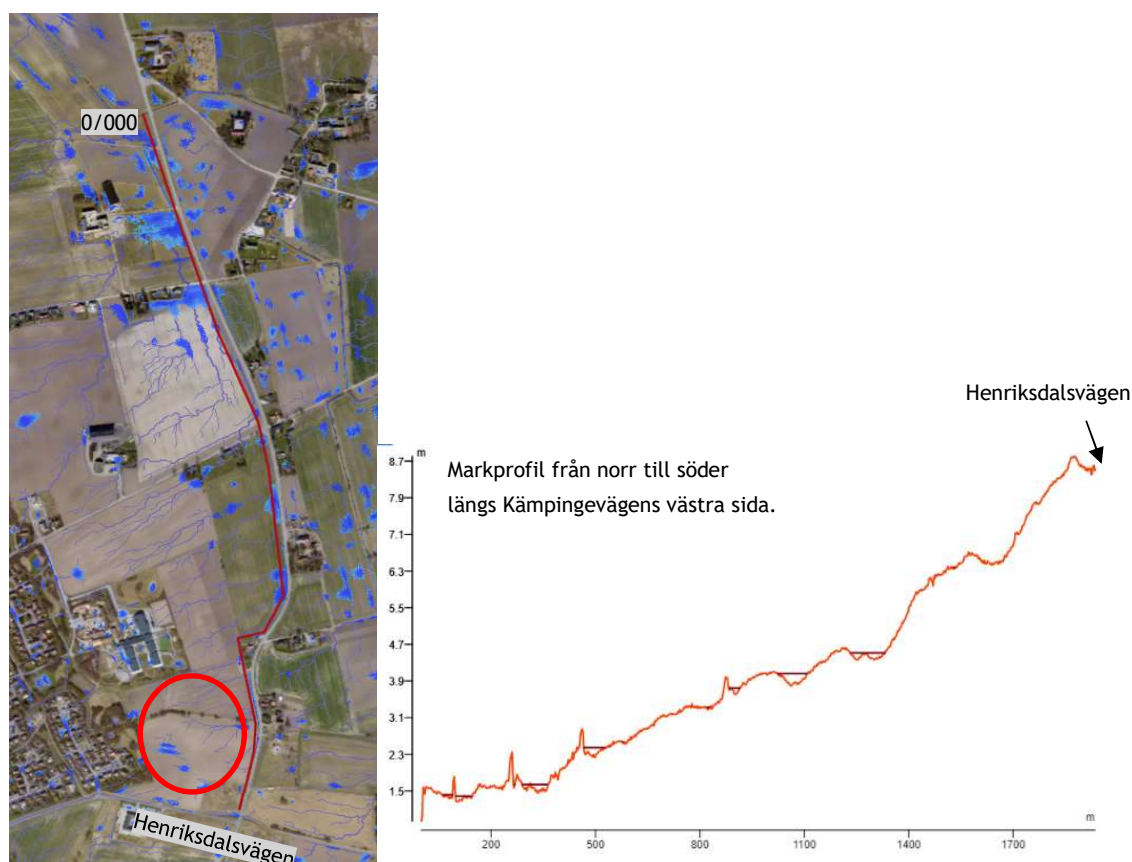 0/000
Henriksdalsvägen
Henriksdalsvägen
Markprofil från norr till söder
längs Kämpingevägens västra sida.
m
8.7
7.9
7.1
6.3
5.5
4.7
3.9
3.1
2.3
1.5
m
200
500
800
1100
1400
1700